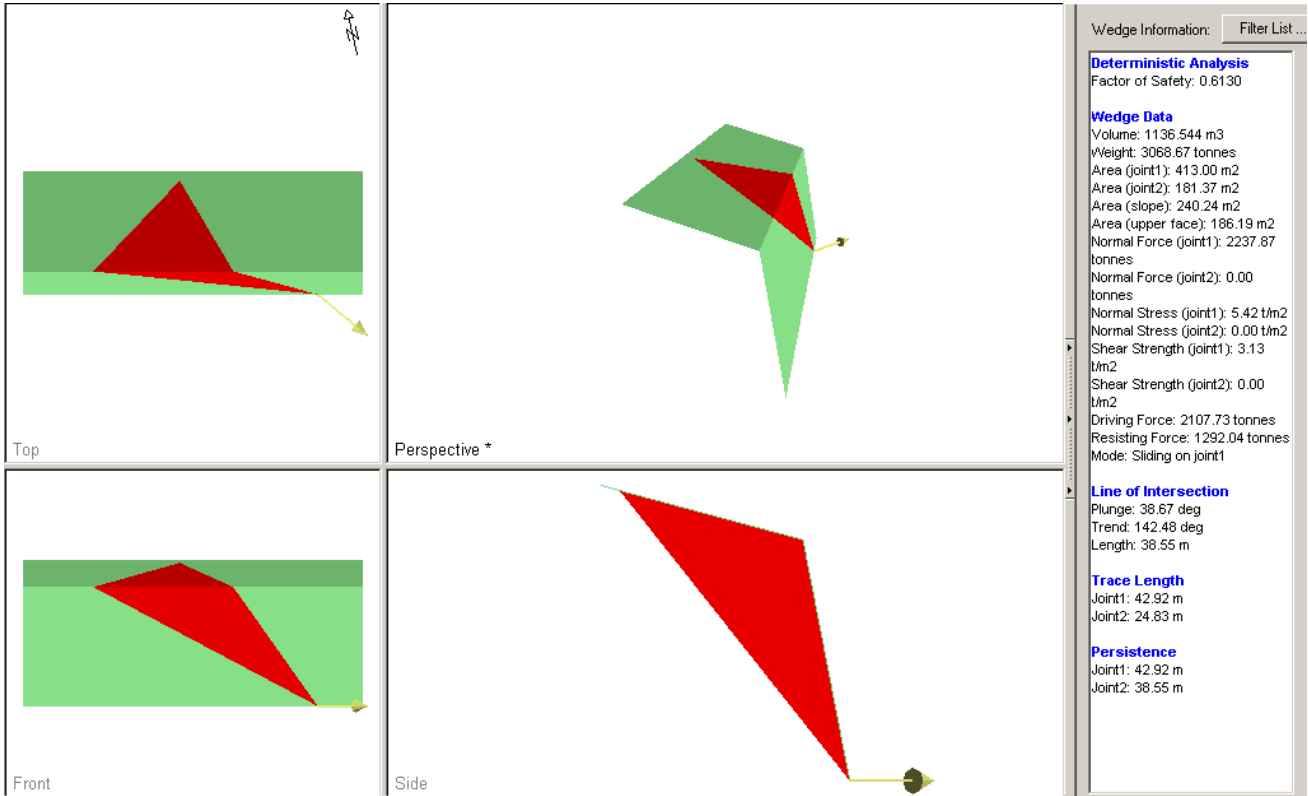 N
Top
Perspective *
Front
Side
Wedge Information:
Filter List ...
Deterministic Analysis
Factor of Safety: 0.6130
Wedge Data
Volume: 1136.544 m3
Weight: 3068.67 tonnes
Area (joint1): 413.00 m2
Area (joint2): 181.37 m2
Area (slope): 240.24 m2
Area (upper face): 186.19 m2
Normal Force (joint1): 2237.87
tonnes
Normal Force (joint2): 0.00
tonnes
Normal Stress (joint1): 5.42 t/m2
Normal Stress (joint2): 0.00 t/m2
Shear Strength (joint1): 3.13
t/m2
Shear Strength (joint2): 0.00
t/m2
Driving Force: 2107.73 tonnes
Resisting Force: 1292.04 tonnes
Mode: Sliding on joint1
Line of Intersection
Plunge: 38.67 deg
Trend: 142.48 deg
Length: 38.55 m
Trace Length
Joint1: 42.92 m
Joint2: 24.83 m
Persistence
Joint1: 42.92 m
Joint2: 38.55 m